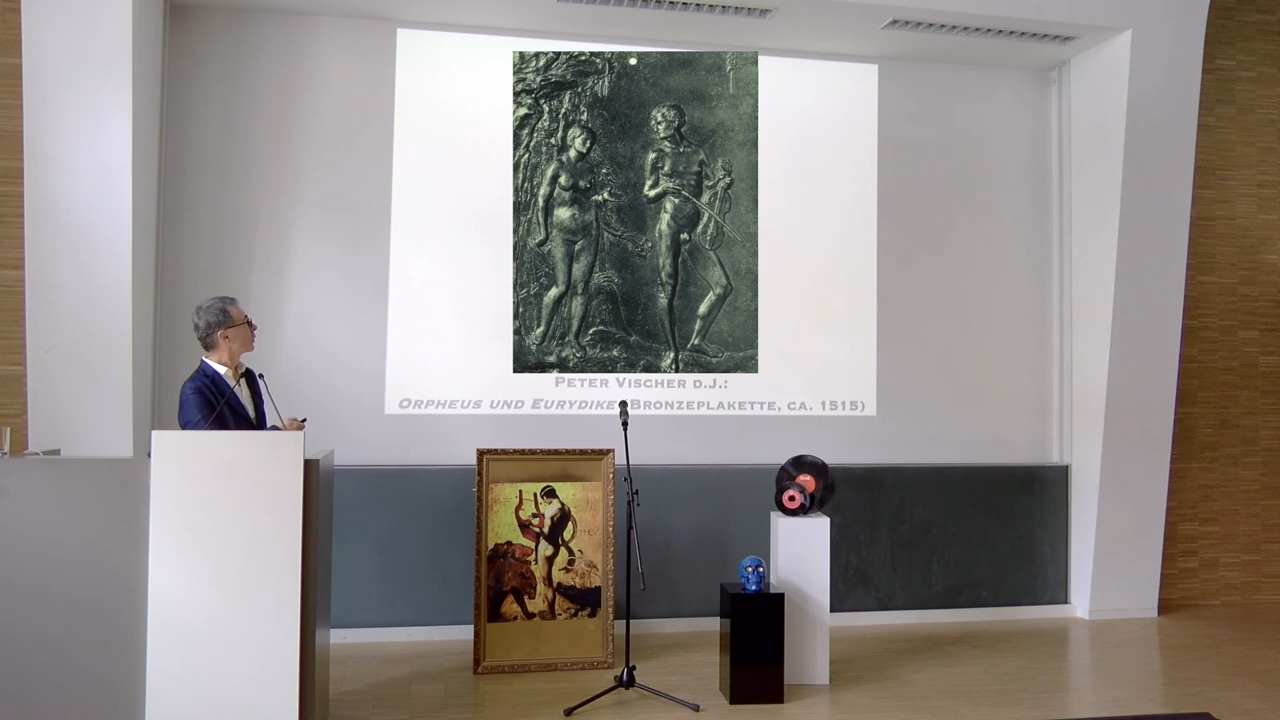 PETER VISCHER D.J.:
ORPHEUS UND EURYDIKE (BRONZEPLAKETTE, CA. 1515)